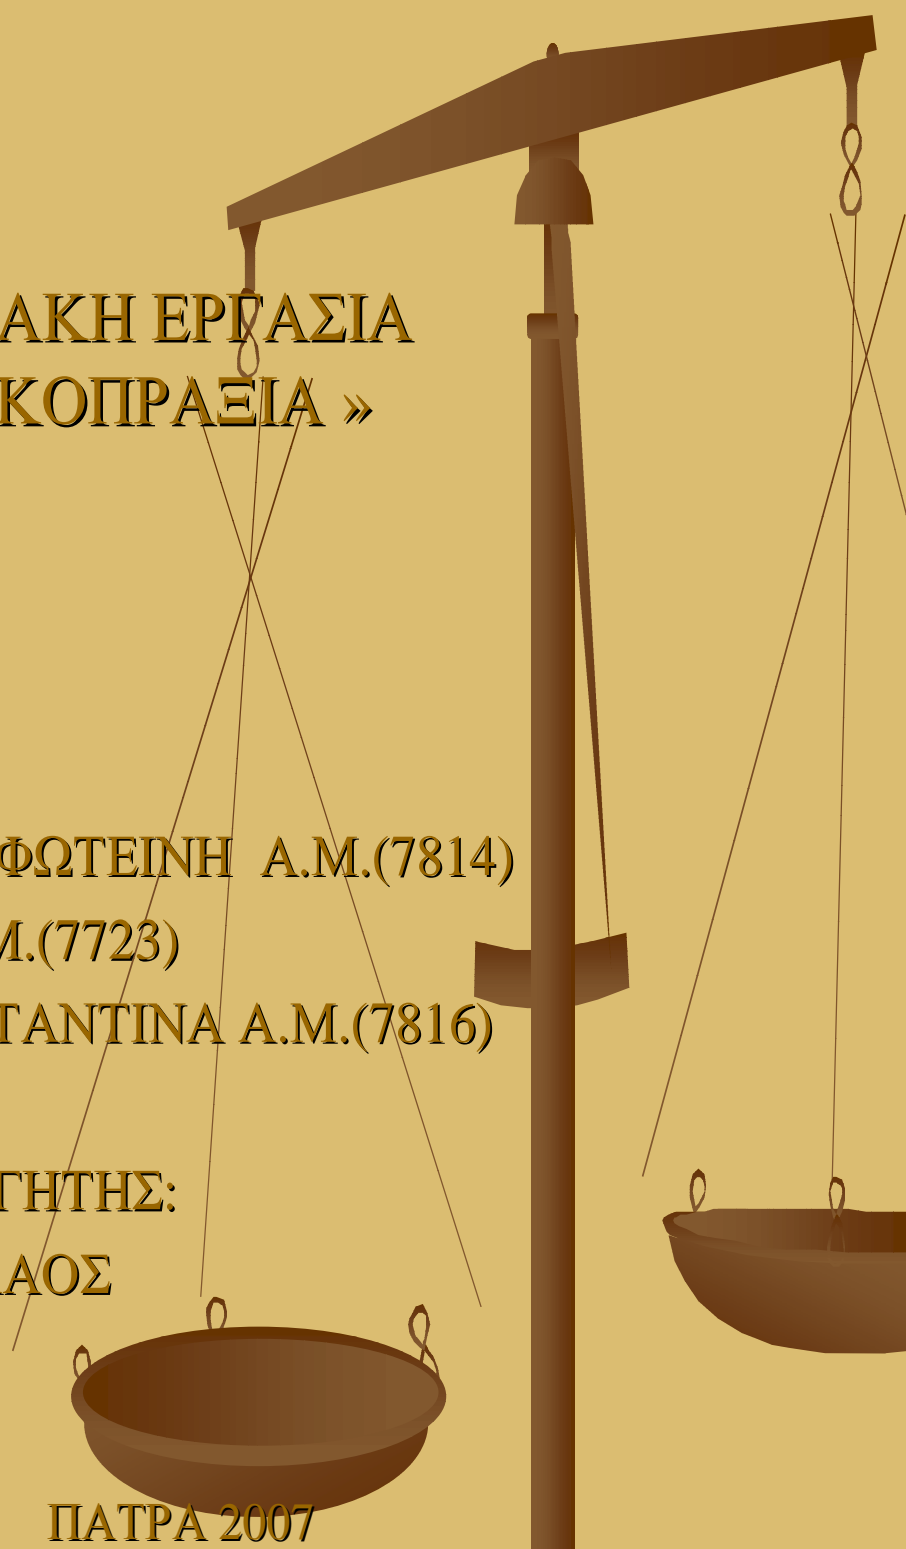 ΑΚΗ ΕΡΓΑΣΙΑ
ΚΟΠΡΑΞΙΑ »
ΦΩΤΕΙΝΗ Α.Μ.(7814)
Μ.(7723)
ΤΑΝΤΙΝΑ Α.Μ.(7816)
ΓΗΤΗΣ:
ΑΟΣ
ΠΑΤΡΑ 2007